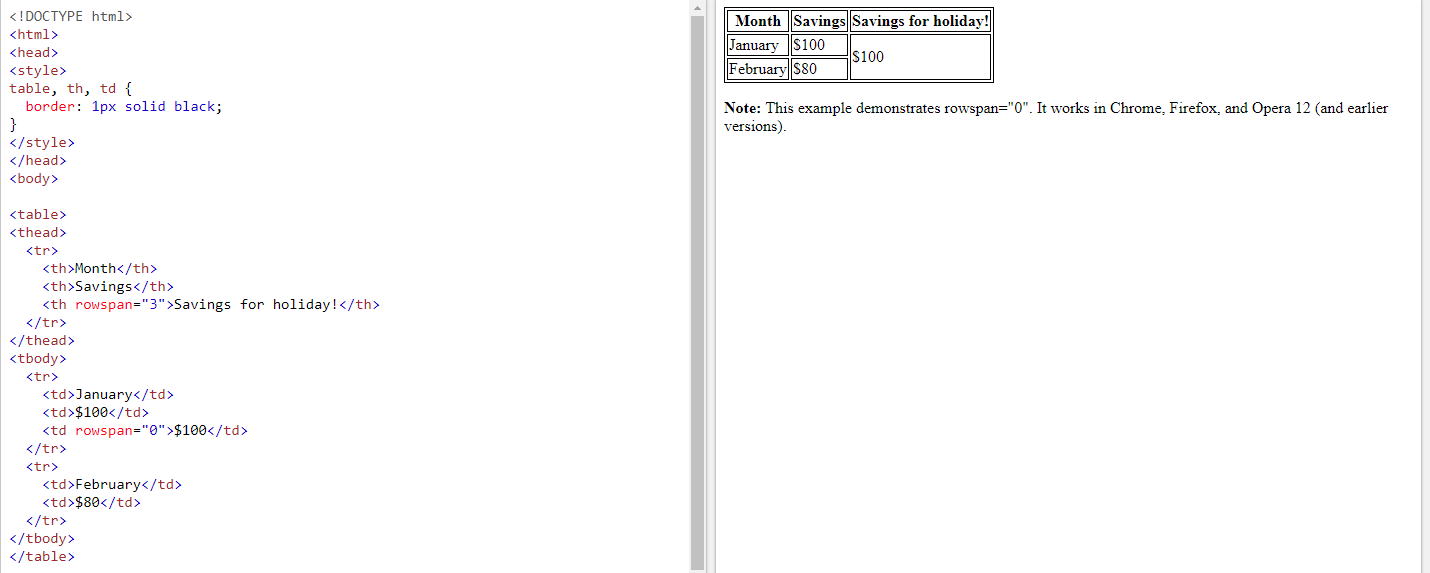 <!DOCTYPE html>
<html>
<head>
<style>
table, th, td {
  border: 1px solid black;
}
</style>
</head>
<body>

<table>
<thead>
  <tr>
    <th>Month</th>
    <th>Savings</th>
    <th rowspan="3">Savings for holiday!</th>
  </tr>
</thead>
<tbody>
  <tr>
    <td>January</td>
    <td>$100</td>
    <td rowspan="0">$100</td>
  </tr>
  <tr>
    <td>February</td>
    <td>$80</td>
  </tr>
</tbody>
</table>
Month Savings Savings for holiday!
January $100
$100
February $80
Note: This example demonstrates rowspan="0". It works in Chrome, Firefox, and Opera 12 (and earlier
versions).